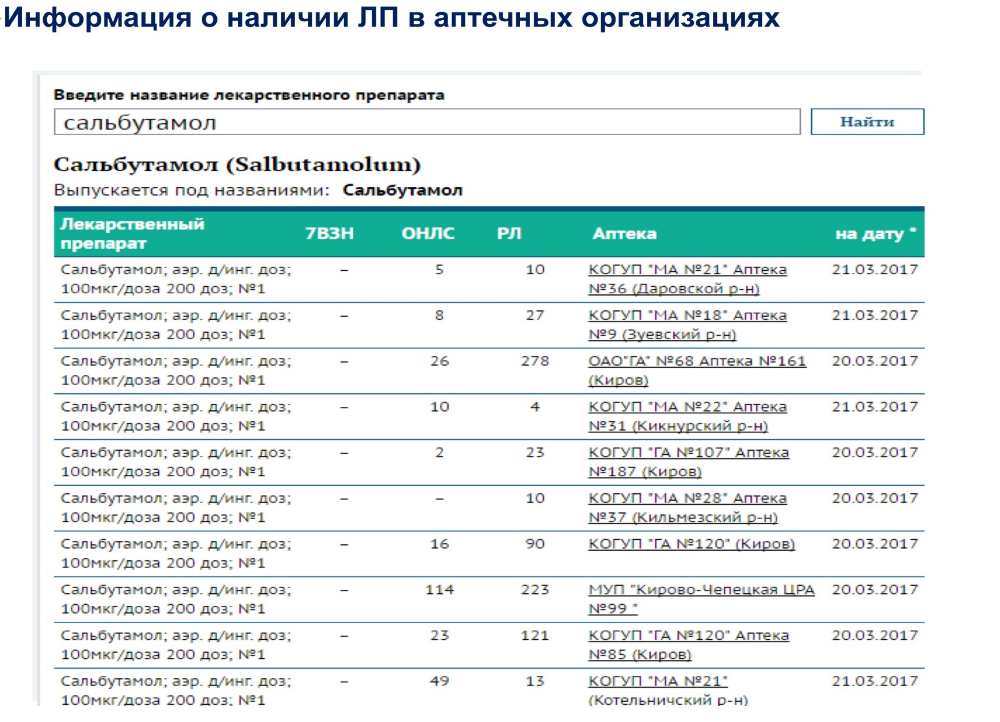 Информация о наличии ЛП в аптечных организациях
Введите название лекарственного препарата
сальбутамол
Найти
Сальбутамол (Salbutamolum)
Выпускается под названиями: Сальбутамол
Лекарственный препарат 7ВЗН ОНЛС РЛ Аптека на дату *
Сальбутамол; аэр. д/инг. доз; – 5 10 КОГУП "МА №21" Аптека 21.03.2017
100мкг/доза 200 доз; №1 №36 (Даровской р-н)
Сальбутамол; аэр. д/инг. доз; – 8 27 КОГУП "МА №18" Аптека 21.03.2017
100мкг/доза 200 доз; №1 №9 (Зуевский р-н)
Сальбутамол; аэр. д/инг. доз; – 26 278 ОАО"ГА" №68 Аптека №161 20.03.2017
100мкг/доза 200 доз; №1 (Киров)
Сальбутамол; аэр. д/инг. доз; – 10 4 КОГУП "МА №22" Аптека 21.03.2017
100мкг/доза 200 доз; №1 №31 (Кикнурский р-н)
Сальбутамол; аэр. д/инг. доз; – 2 23 КОГУП "ГА №107" Аптека 20.03.2017
100мкг/доза 200 доз; №1 №187 (Киров)
Сальбутамол; аэр. д/инг. доз; – – 10 КОГУП "МА №28" Аптека 20.03.2017
100мкг/доза 200 доз; №1 №37 (Кильмезский р-н)
Сальбутамол; аэр. д/инг. доз; – 16 90 КОГУП "ГА №120" (Киров) 20.03.2017
100мкг/доза 200 доз; №1
Сальбутамол; аэр. д/инг. доз; – 114 223 МУП "Кирово-Чепецкая ЦРА 20.03.2017
100мкг/доза 200 доз; №1 №99 "
Сальбутамол; аэр. д/инг. доз; – 23 121 КОГУП "ГА №120" Аптека 20.03.2017
100мкг/доза 200 доз; №1 №85 (Киров)
Сальбутамол; аэр. д/инг. доз; – 49 13 КОГУП "МА №21" 21.03.2017
100мкг/доза 200 доз; №1 (Котельничский р-н)